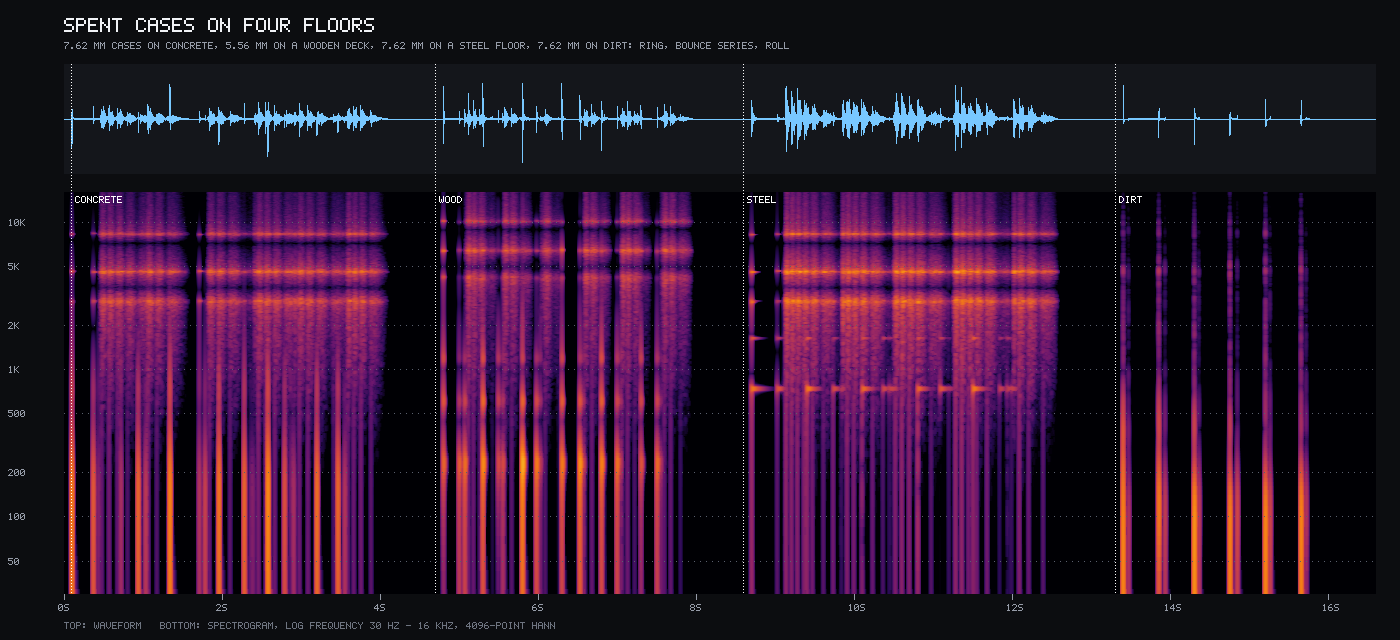 SPENT CASES ON FOUR FLOORS
7.62 MM CASES ON CONCRETE, 5.56 MM ON A WOODEN DECK, 7.62 MM ON A STEEL FLOOR, 7.62 MM ON DIRT: RING, BOUNCE SERIES, ROLL
CONCRETE WOOD STEEL DIRT
10K
5K
2K
1K
500
200
100
50
0S 2S 4S 6S 8S 10S 12S 14S 16S
TOP: WAVEFORM BOTTOM: SPECTROGRAM, LOG FREQUENCY 30 HZ - 16 KHZ, 4096-POINT HANN